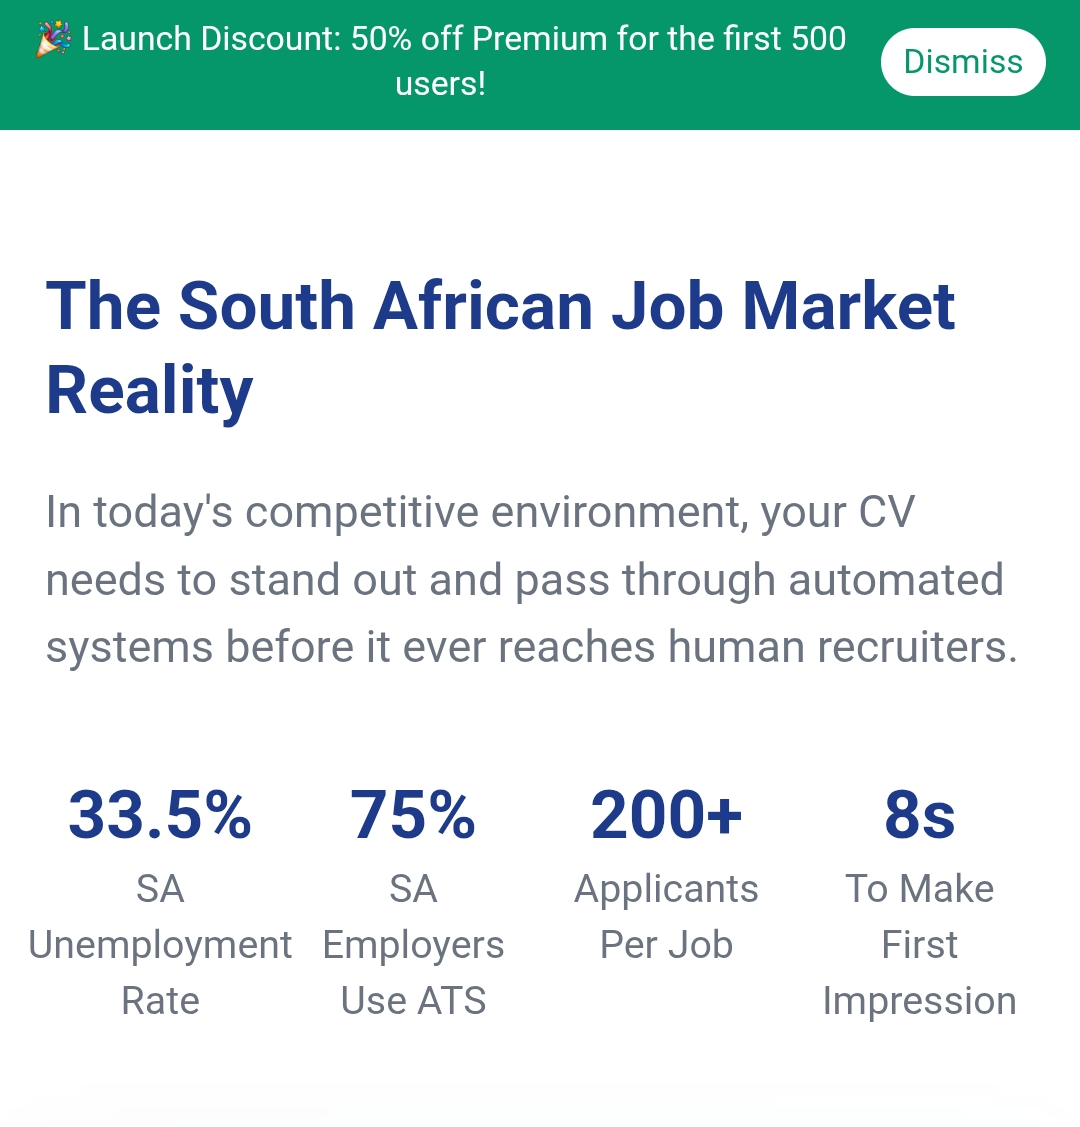 🎉 Launch Discount: 50% off Premium for the first 500
users!
Dismiss
The South African Job Market
Reality
In today's competitive environment, your CV
needs to stand out and pass through automated
systems before it ever reaches human recruiters.
33.5%
SA
Unemployment
Rate
75%
SA
Employers
Use ATS
200+
Applicants
Per Job
8s
To Make
First
Impression